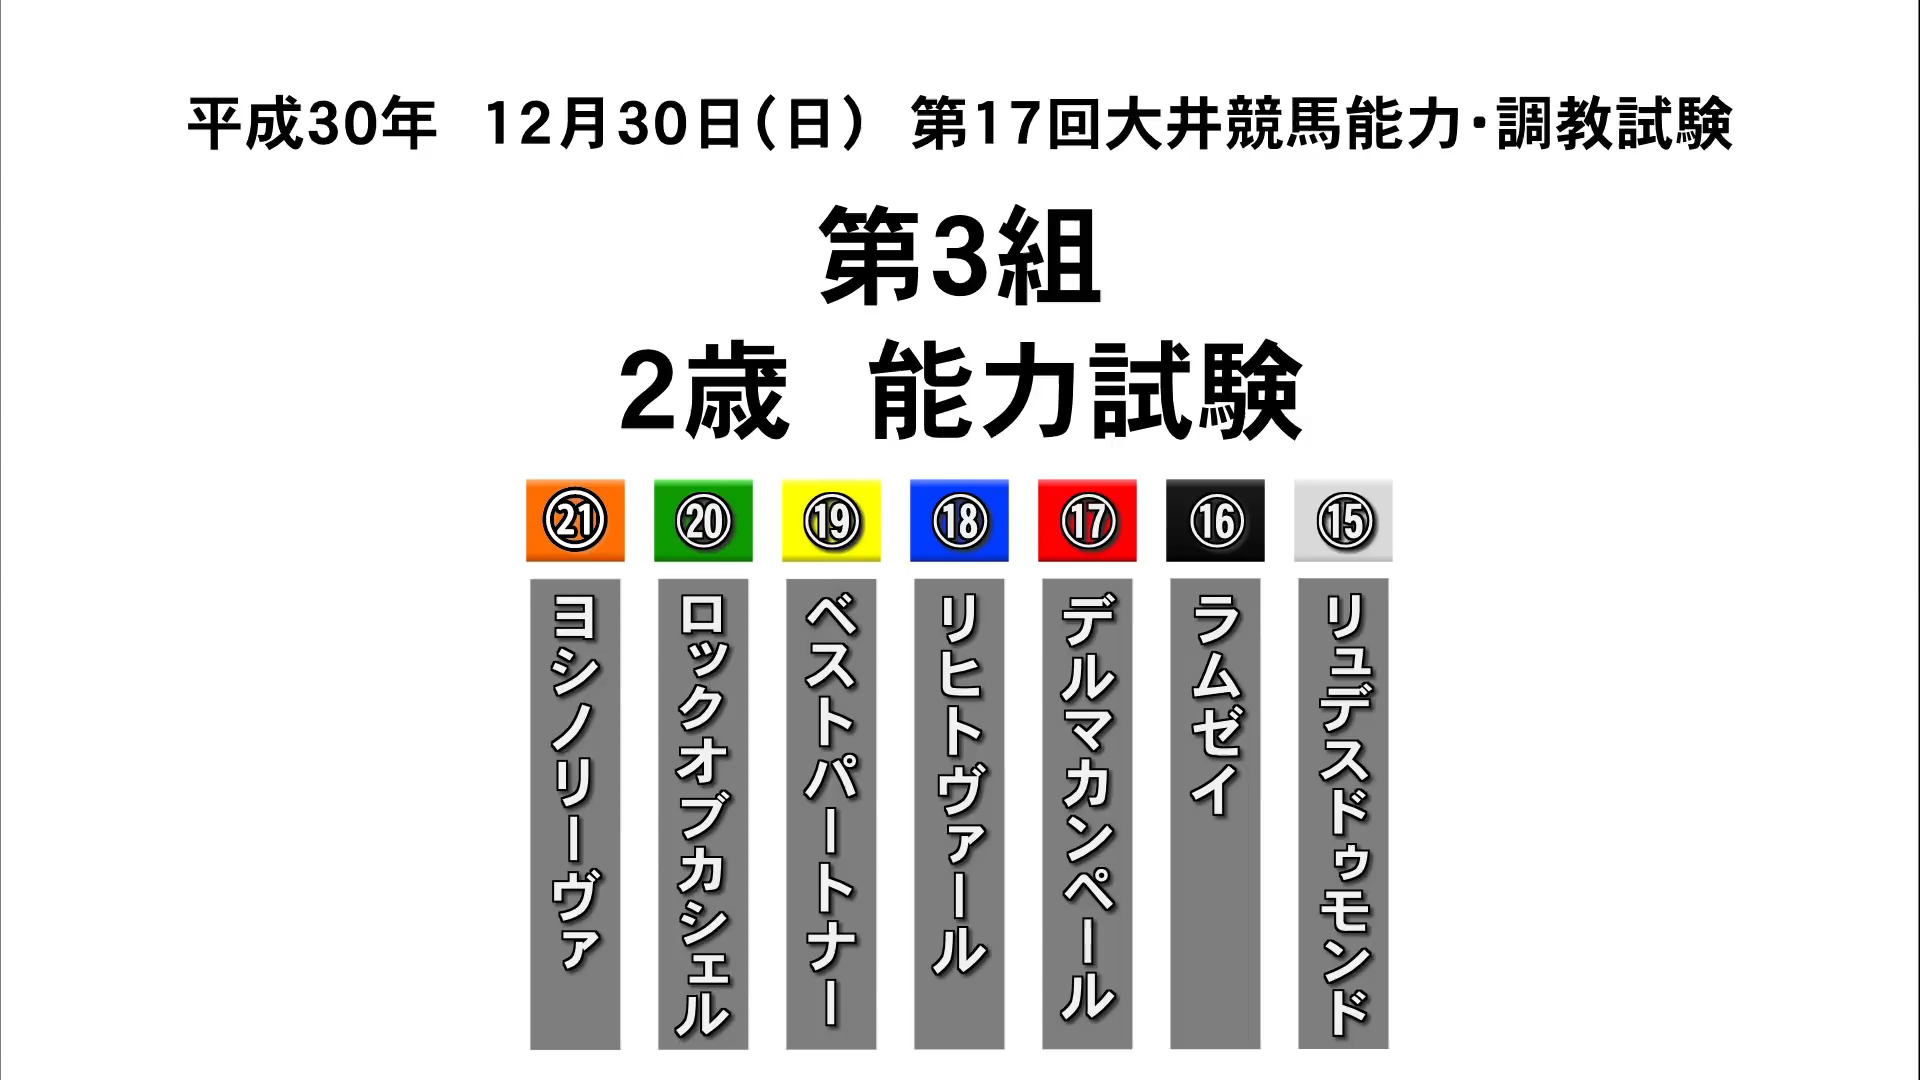 平成30年　12月30日(日)　第17回大井競馬能力・調教試験
第3組
2歳　能力試験
⑮
リュデスドゥモンド
⑯
ラムゼイ
⑰
デルマカンペール
⑱
リヒトヴァール
⑲
ベストパートナー
⑳
ロックオブカシェル
㉑
ヨシノリーヴァ